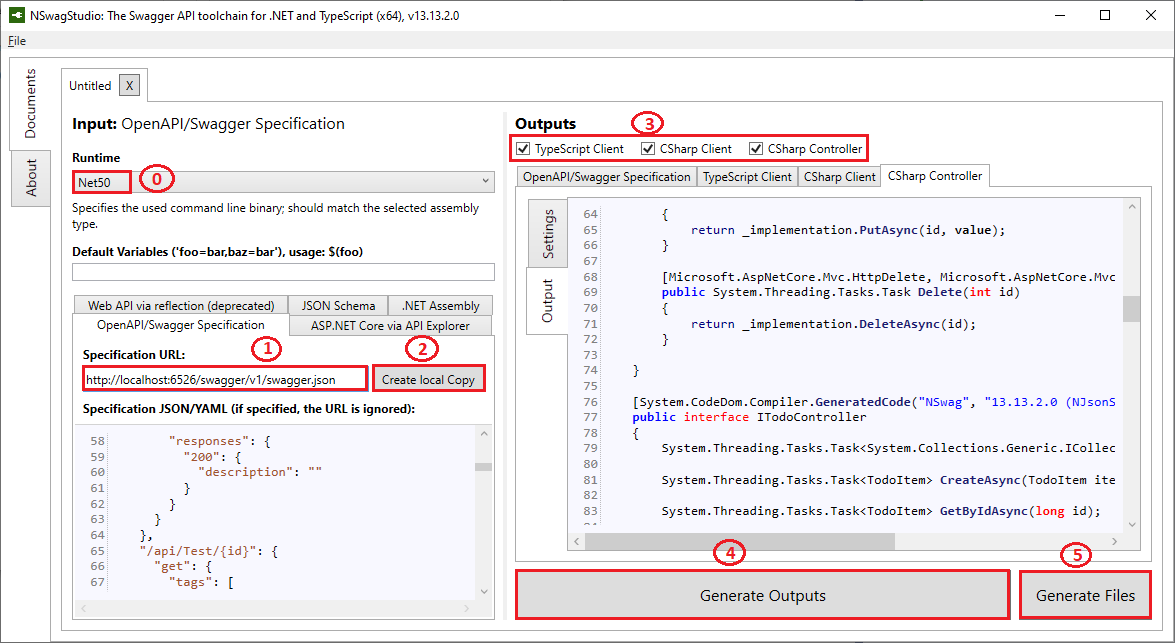 NSwagStudio: The Swagger API toolchain for .NET and TypeScript (x64), v13.13.2.0
File
Documents
About
Untitled X
Input: OpenAPI/Swagger Specification
Runtime
Net50
0
Specifies the used command line binary; should match the selected assembly
type.
Default Variables ('foo=bar,baz=bar'), usage: $(foo)
Web API via reflection (deprecated) JSON Schema .NET Assembly
OpenAPI/Swagger Specification ASP.NET Core via API Explorer
Specification URL:
1
2
http://localhost:6526/swagger/v1/swagger.json
Create local Copy
Specification JSON/YAML (if specified, the URL is ignored):
58 "responses": {
59 "200": {
60 "description": ""
61 }
62 }
63 }
64 },
65 "/api/Test/{id}": {
66 "get": {
67 "tags": [
Outputs
3
TypeScript Client CSharp Client CSharp Controller
OpenAPI/Swagger Specification TypeScript Client CSharp Client CSharp Controller
Settings
Output
64 {
65 return _implementation.PutAsync(id, value);
66 }
67
68 [Microsoft.AspNetCore.Mvc.HttpDelete, Microsoft.AspNetCore.Mvc
69 public System.Threading.Tasks.Task Delete(int id)
70 {
71 return _implementation.DeleteAsync(id);
72 }
73
74 }
75
76 [System.CodeDom.Compiler.GeneratedCode("NSwag", "13.13.2.0 (NJsonS
77 public interface ITodoController
78 {
79 System.Threading.Tasks.Task<System.Collections.Generic.ICollec
80
81 System.Threading.Tasks.Task<TodoItem> CreateAsync(TodoItem ite
82
83 System.Threading.Tasks.Task<TodoItem> GetByIdAsync(long id);
4
5
Generate Outputs
Generate Files